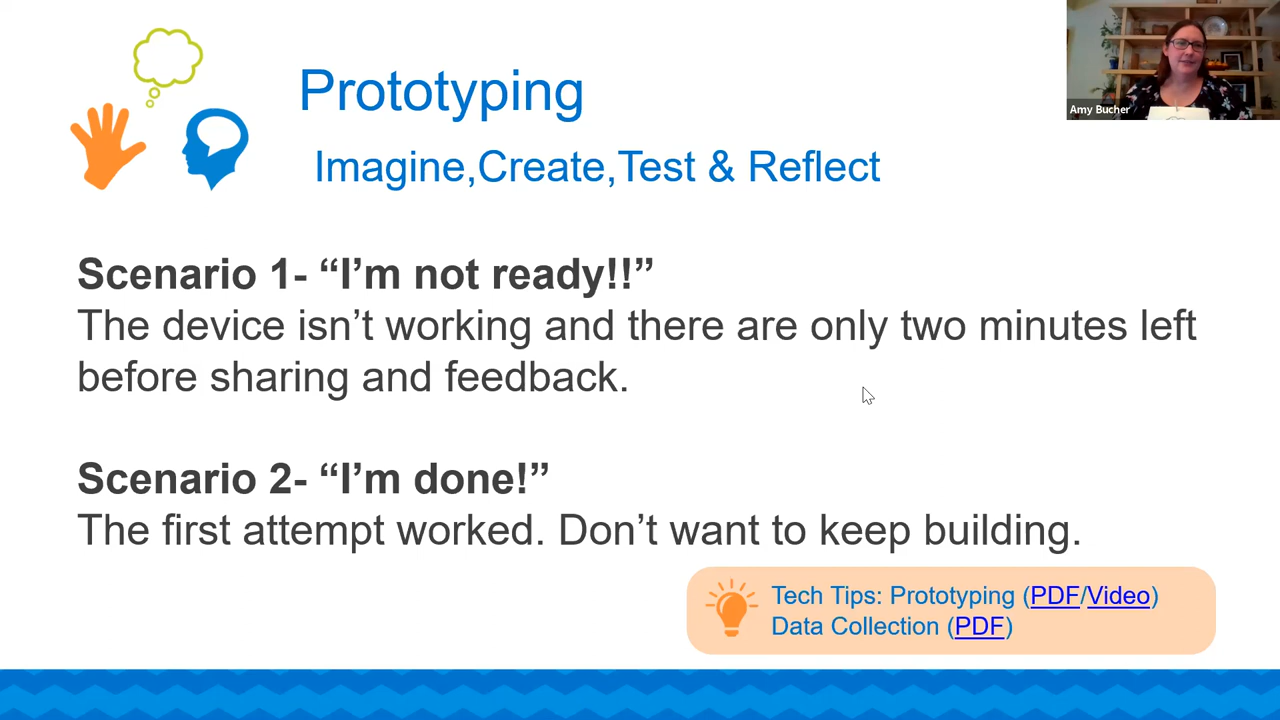 Prototyping
Amy Bucher
Imagine,Create,Test & Reflect
Scenario 1- “I’m not ready!!”
The device isn’t working and there are only two minutes left
before sharing and feedback.
Scenario 2- “I’m done!”
The first attempt worked. Don’t want to keep building.
Tech Tips: Prototyping (PDF/Video)
Data Collection (PDF)